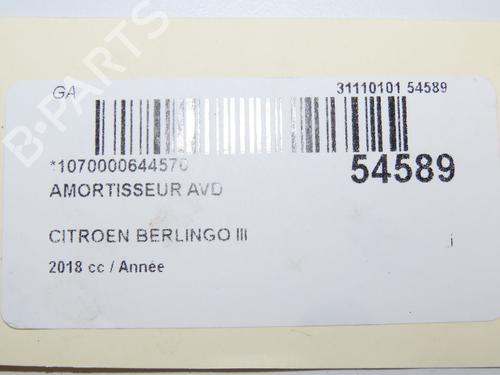 GA
31110101 54589
*1070000644570
54589
AMORTISSEUR AVD
CITROEN BERLINGO III
i
2018 cc / Année
B-PARTS